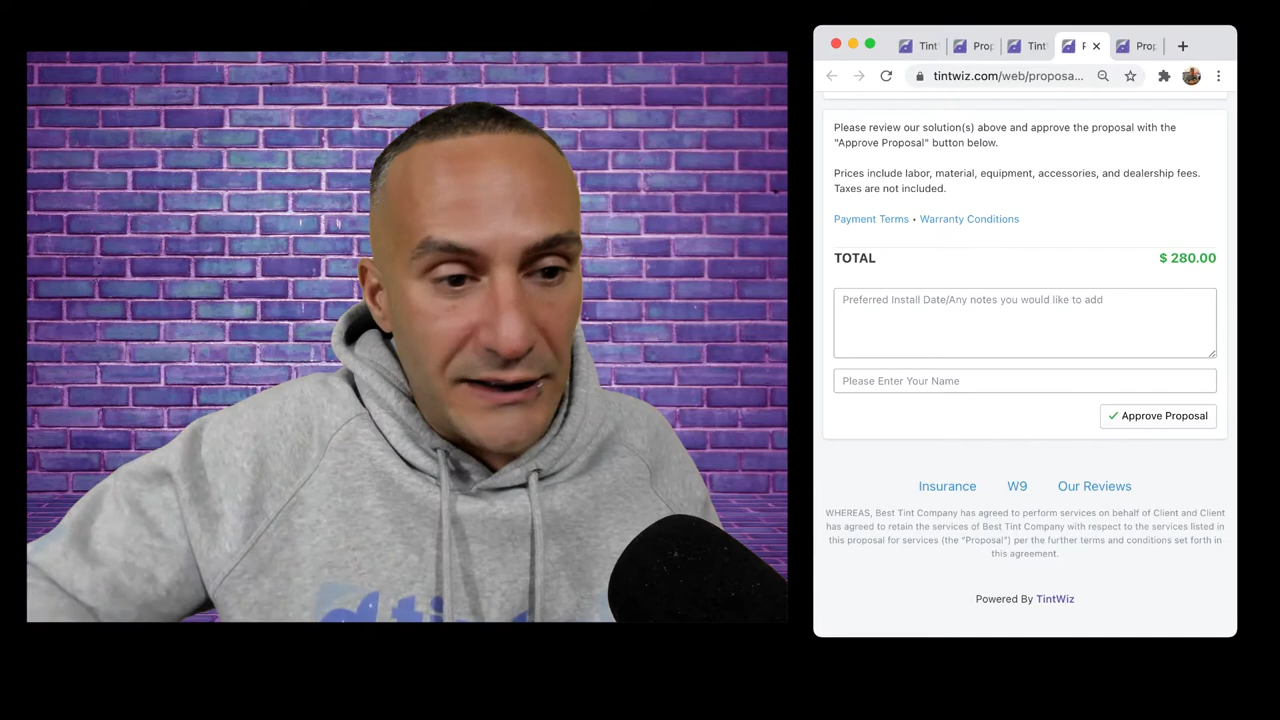 Tint
Prop
Tint
F
Prop
tintwiz.com/web/proposa...
Please review our solution(s) above and approve the proposal with the
"Approve Proposal" button below.
Prices include labor, material, equipment, accessories, and dealership fees.
Taxes are not included.
Payment Terms • Warranty Conditions
TOTAL $ 280.00
Preferred Install Date/Any notes you would like to add
Please Enter Your Name
Approve Proposal
Insurance W9 Our Reviews
WHEREAS, Best Tint Company has agreed to perform services on behalf of Client and Client
has agreed to retain the services of Best Tint Company with respect to the services listed in
this proposal for services (the "Proposal") per the further terms and conditions set forth in
this agreement.
Powered By TintWiz